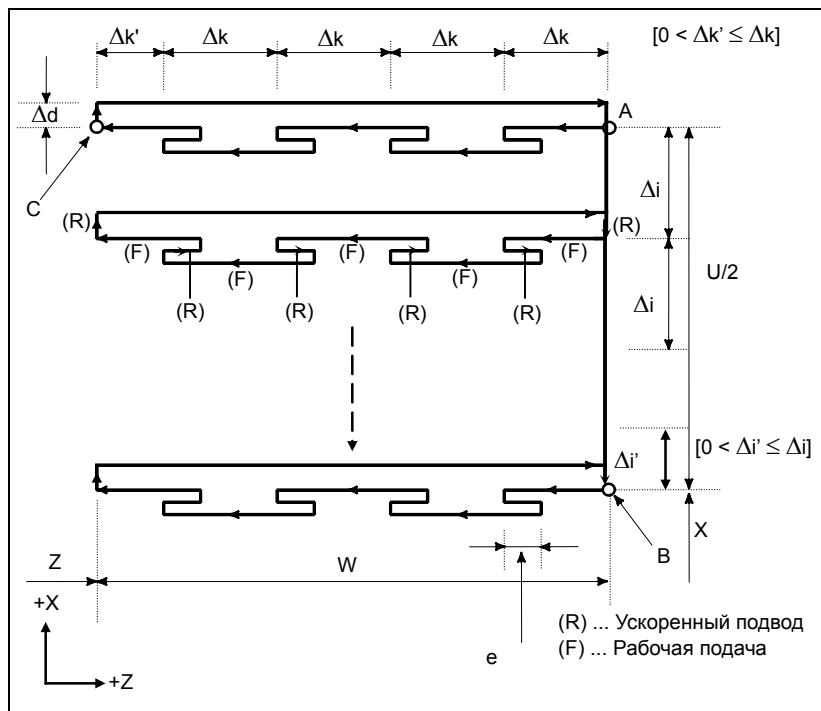 Δk' Δk Δk Δk Δk [0 < Δk' ≤ Δk]
Δd
A
C
Δi
(R) (R)
(F) (F) (F) (F) (F)
U/2
(R) (R) (R) (R)
Δi
[0 < Δi' ≤ Δi]
Δi'
X
B
Z W
+X
(R) ... Ускоренный подвод
(F) ... Рабочая подача
e
+Z